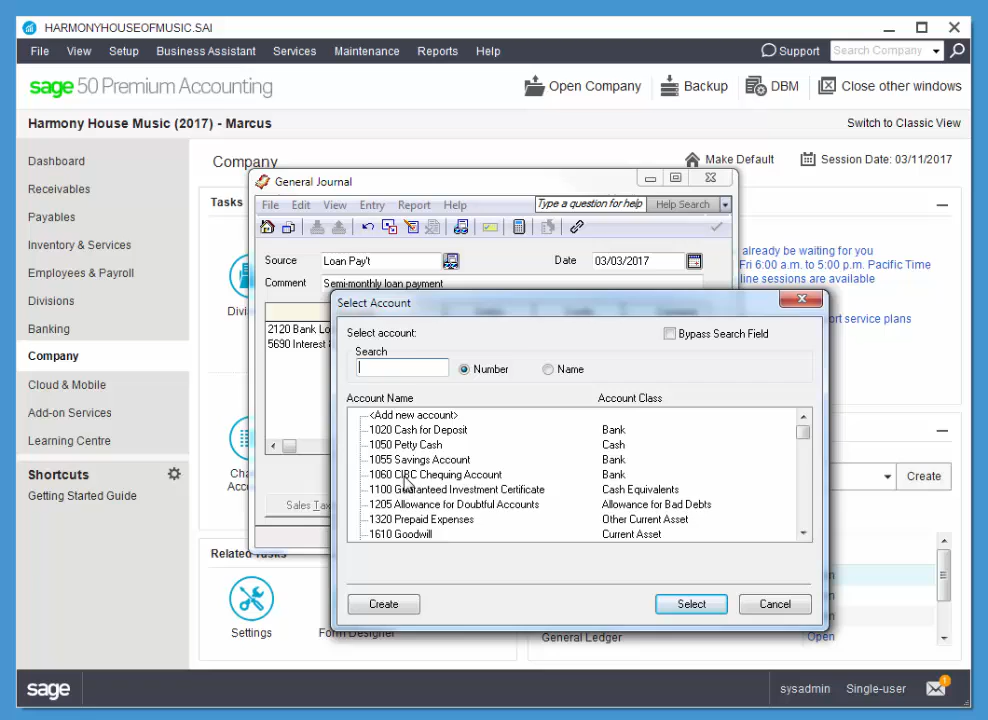 HARMONYHOUSEOFMUSIC.SAI
File View Setup Business Assistant Services Maintenance Reports Help Support Search Company
sage 50 Premium Accounting Open Company Backup DBM Close other windows
Harmony House Music (2017) - Marcus Switch to Classic View
Dashboard
Receivables
Payables
Inventory & Services
Employees & Payroll
Divisions
Banking
Company
Cloud & Mobile
Add-on Services
Learning Centre
Shortcuts
Getting Started Guide
Company Make Default Session Date: 03/11/2017
Tasks
already be waiting for you
Fri 6:00 a.m. to 5:00 p.m. Pacific Time
line sessions are available
ort service plans
Create
General Journal
File Edit View Entry Report Help Type a question for help Help Search
Source Loan Pay't Date 03/03/2017
Comment Semi-monthly loan payment
2120 Bank Lo
5690 Interest
Sales Tax
Select Account
Select account: Bypass Search Field
Search
Number Name
Account Name Account Class
<Add new account>
1020 Cash for Deposit Bank
1050 Petty Cash Cash
1055 Savings Account Bank
1060 CIBC Chequing Account Bank
1100 Guaranteed Investment Certificate Cash Equivalents
1205 Allowance for Doubtful Accounts Allowance for Bad Debts
1320 Prepaid Expenses Other Current Asset
1610 Goodwill Current Asset
Create Select Cancel
Divi
Cha
Acc
Related Tasks
Settings Form Designer
General Ledger Open
sage sysadmin Single-user 1